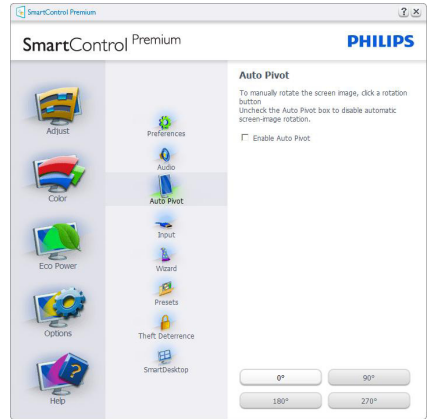 SmartControl Premium
SmartControl Premium
PHILIPS
Adjust
Color
Eco Power
Options
Help
Preferences
Audio
Auto Pivot
Input
Wizard
Presets
Theft Deterrence
SmartDesktop
Auto Pivot
To manually rotate the screen image, click a rotation
button
Uncheck the Auto Pivot box to disable automatic
screen-image rotation.
Enable Auto Pivot
0°
90°
180°
270°